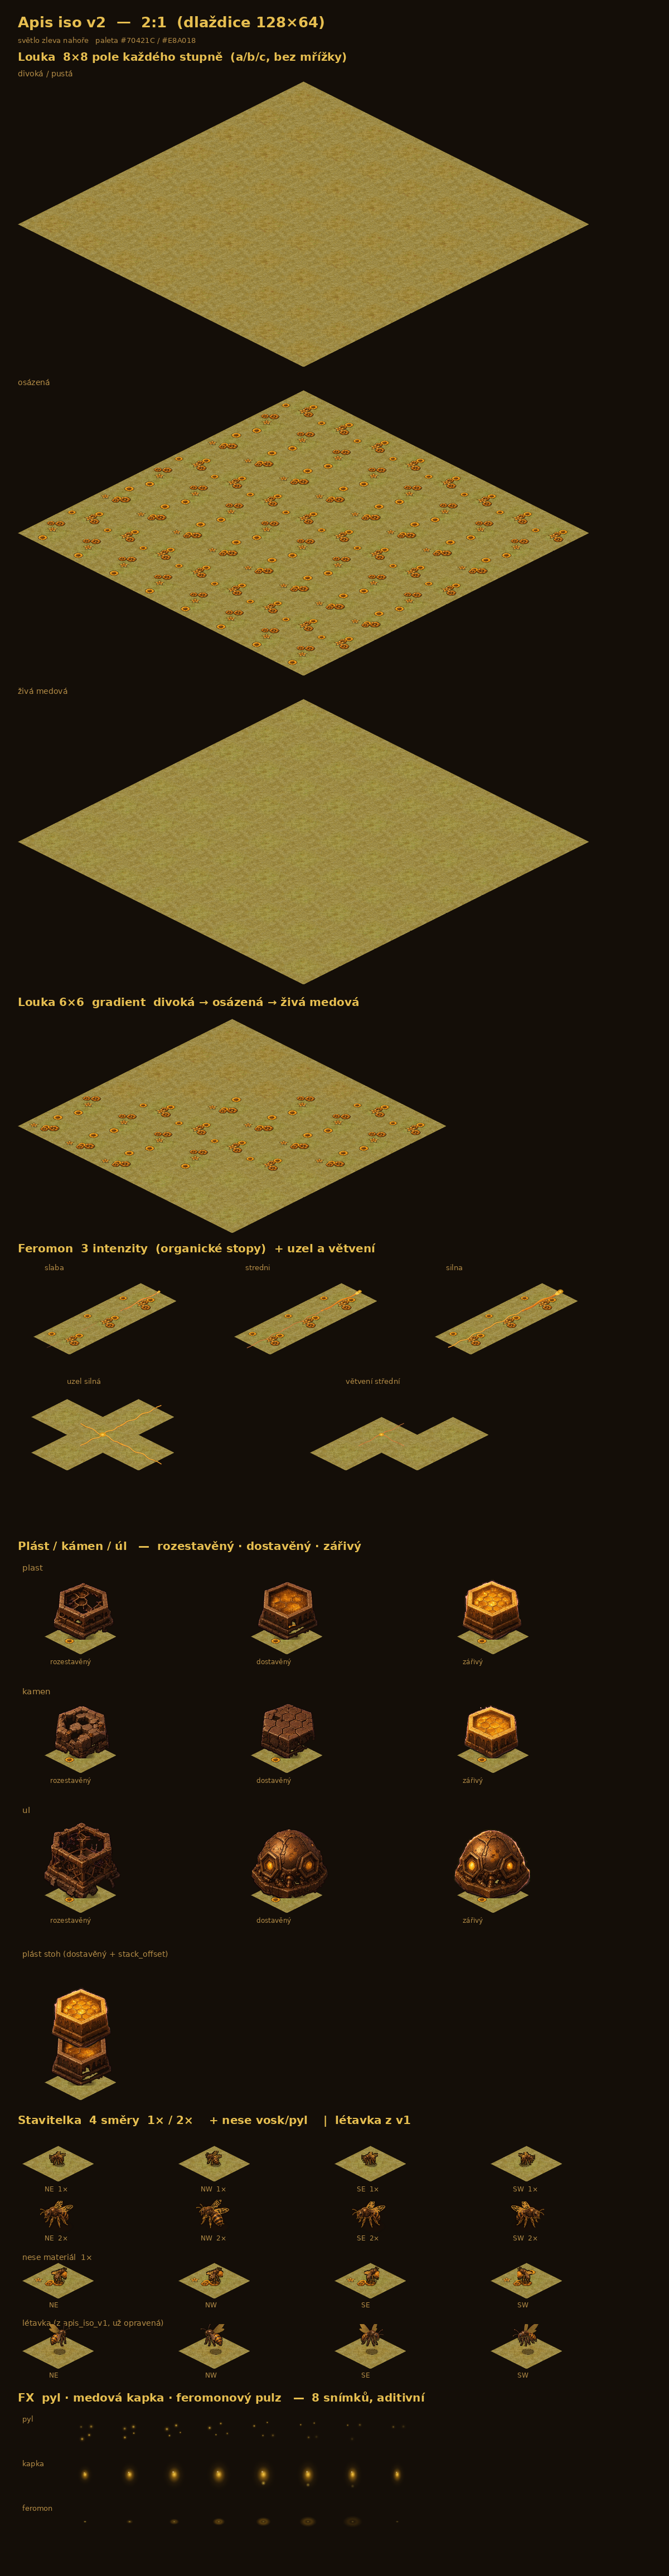 Apis iso v2 — 2:1 (dlaždice 128×64)
světlo zleva nahoře paleta #70421C / #E8A018
Louka 8×8 pole každého stupně (a/b/c, bez mřížky)
divoká / pustá
osázená
živá medová
Louka 6×6 gradient divoká → osázená → živá medová
Feromon 3 intenzity (organické stopy) + uzel a větvení
slaba stredni silna
uzel silná větvení střední
Plást / kámen / úl — rozestavěný · dostavěný · zářivý
plast
rozestavěný dostavěný zářivý
kamen
rozestavěný dostavěný zářivý
ul
rozestavěný dostavěný zářivý
plást stoh (dostavěný + stack_offset)
Stavitelka 4 směry 1× / 2× + nese vosk/pyl | létavka z v1
NE 1× NW 1× SE 1× SW 1×
NE 2× NW 2× SE 2× SW 2×
nese materiál 1×
NE NW SE SW
létavka (z apis_iso_v1, už opravená)
NE NW SE SW
FX pyl · medová kapka · feromonový pulz — 8 snímků, aditivní
pyl
kapka
feromon